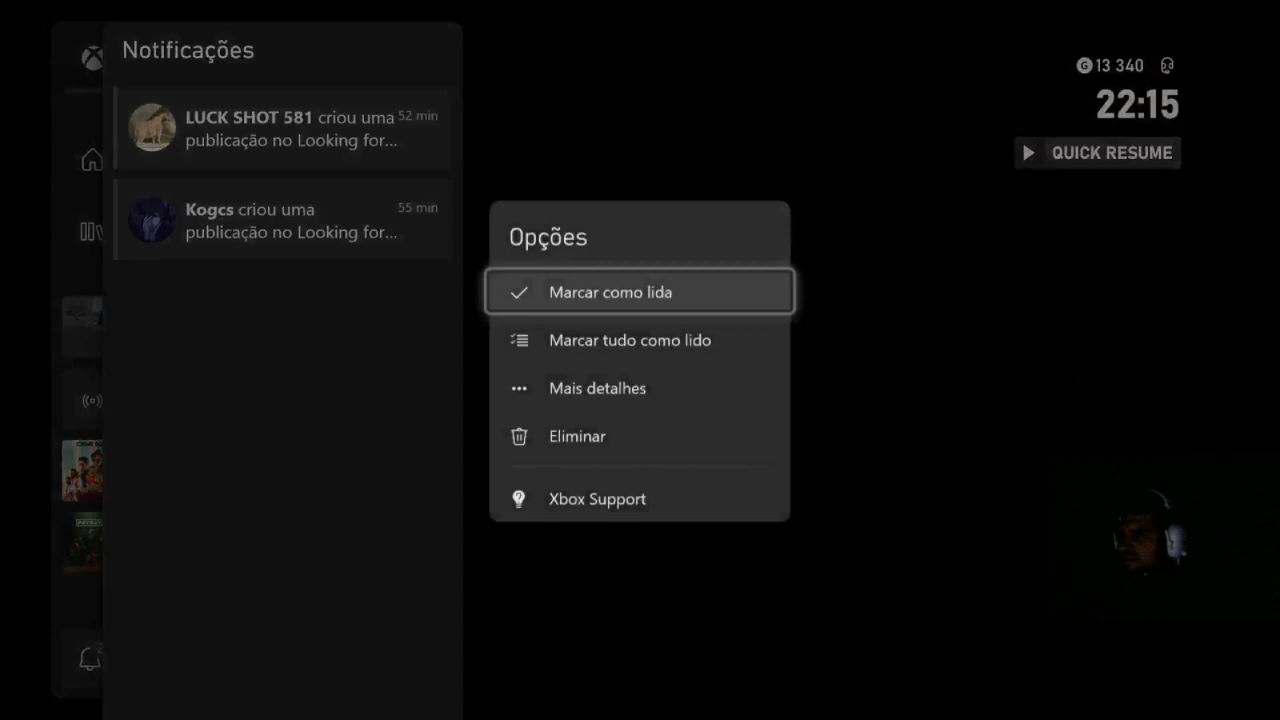 Notificações
LUCK SHOT 581 criou uma 52 min
publicação no Looking for...
Kogcs criou uma 55 min
publicação no Looking for...
13 340
22:15
QUICK RESUME
Opções
Marcar como lida
Marcar tudo como lido
Mais detalhes
Eliminar
Xbox Support